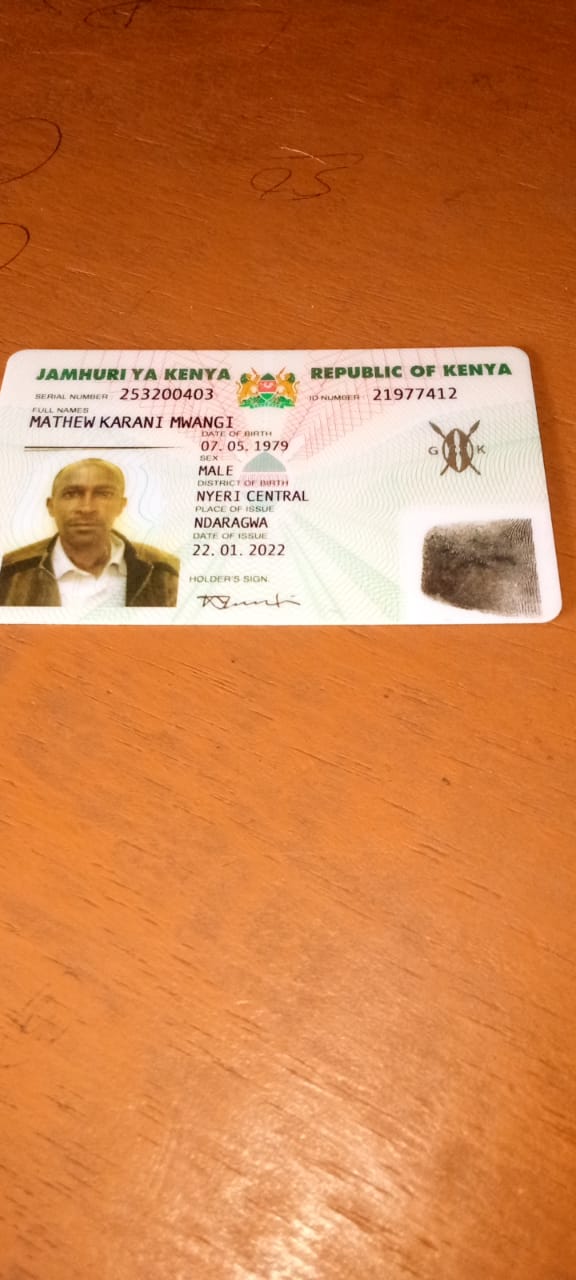 JAMHURI YA KENYA REPUBLIC OF KENYA
SERIAL NUMBER 253200403 ID NUMBER 21977412
FULL NAMES
MATHEW KARANI MWANGI
DATE OF BIRTH
07. 05. 1979
SEX
MALE
DISTRICT OF BIRTH
NYERI CENTRAL
PLACE OF ISSUE
NDARAGWA
DATE OF ISSUE
22. 01. 2022
HOLDER'S SIGN.
G K